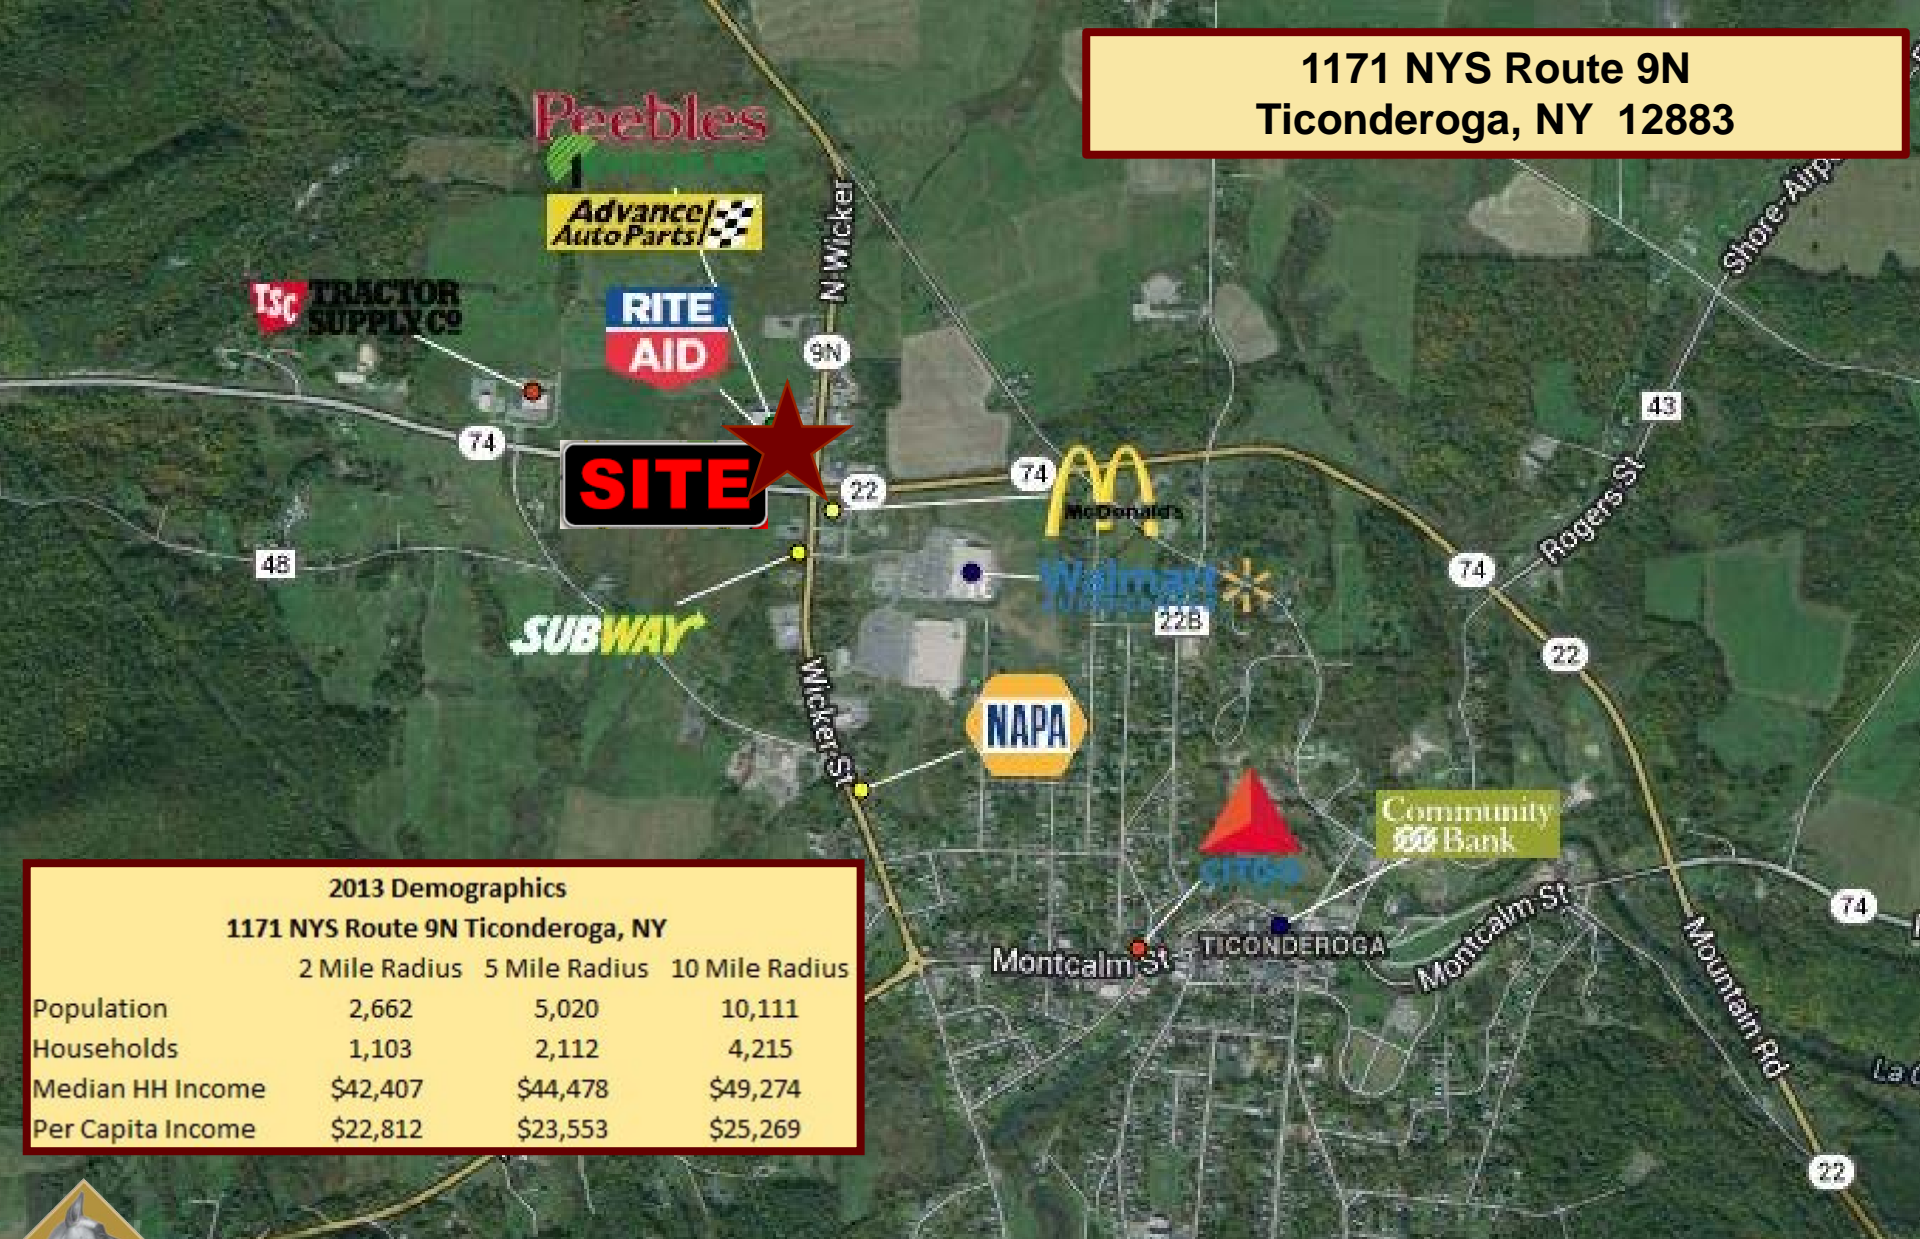 1171 NYS Route 9N
Ticonderoga, NY 12883
Peebles
Advance
Auto Parts
N Wicker
Shore-Airp
TSC TRACTOR
SUPPLY Co
RITE
AID
9N
43
74
SITE
22
74
McDonald's
Rogers St
48
74
Walmart
22B
SUBWAY
22
Wicker St
NAPA
Community
Bank
CITGO
74
Montcalm St
TICONDEROGA
Montcalm St
Mountain Rd
22
2013 Demographics
1171 NYS Route 9N Ticonderoga, NY
2 Mile Radius 5 Mile Radius 10 Mile Radius
Population 2,662 5,020 10,111
Households 1,103 2,112 4,215
Median HH Income $42,407 $44,478 $49,274
Per Capita Income $22,812 $23,553 $25,269